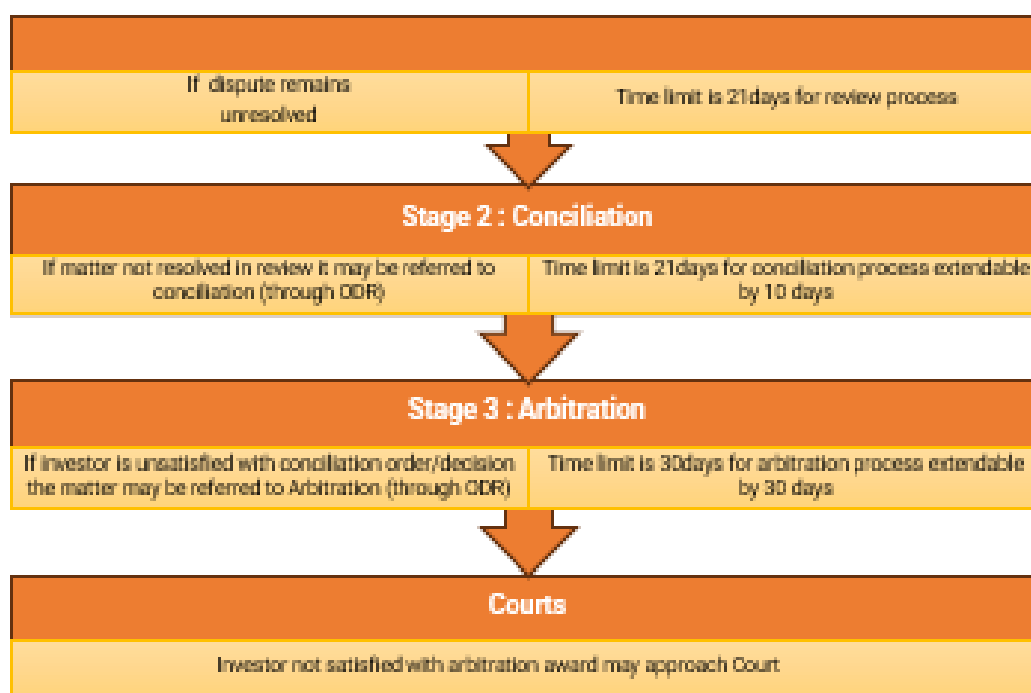 If dispute remains
unresolved
Time limit is 21days for review process
Stage 2 : Conciliation
If matter not resolved in review it may be referred to
conciliation (through ODR)
Time limit is 21days for conciliation process extendable
by 10 days
Stage 3 : Arbitration
If investor is unsatisfied with conciliation order/decision
the matter may be referred to Arbitration (through ODR)
Time limit is 30days for arbitration process extendable
by 30 days
Courts
Investor not satisfied with arbitration award may approach Court